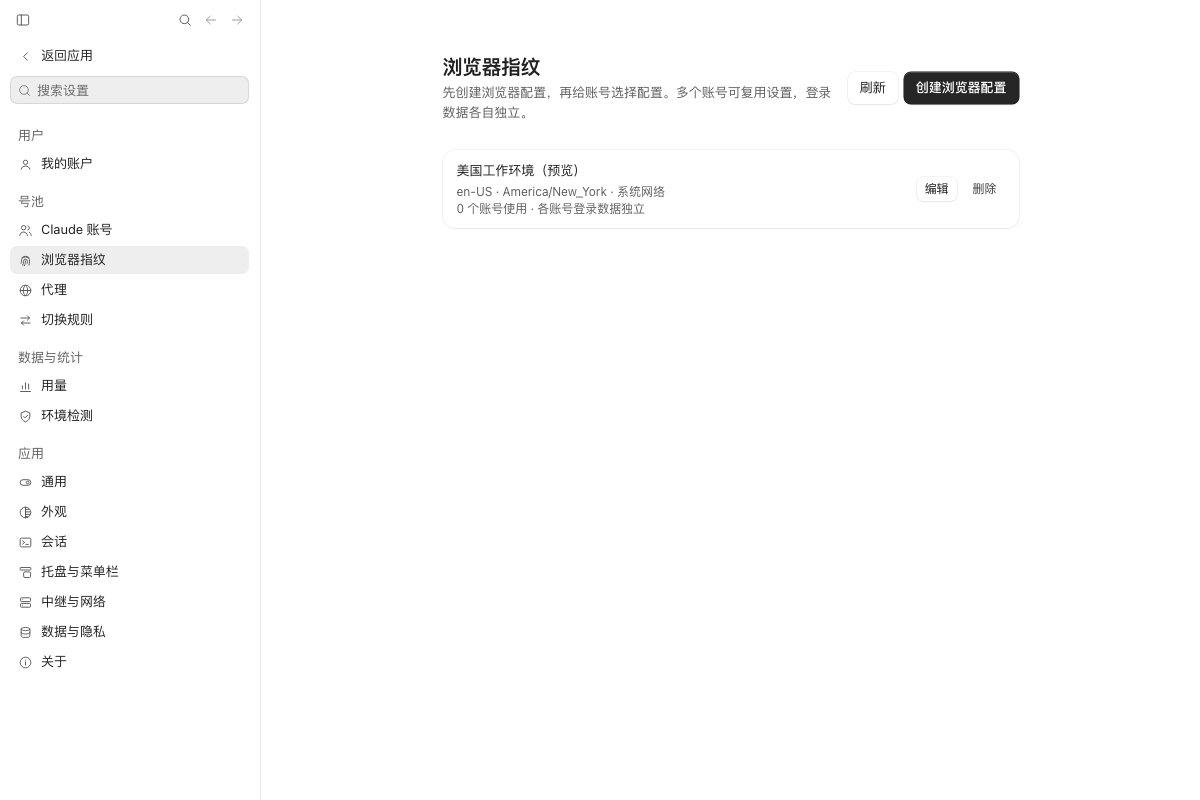 返回应用
搜索设置
用户
我的账户
号池
Claude 账号
浏览器指纹
代理
切换规则
数据与统计
用量
环境检测
应用
通用
外观
会话
托盘与菜单栏
中继与网络
数据与隐私
关于
浏览器指纹
先创建浏览器配置，再给账号选择配置。多个账号可复用设置，登录
数据各自独立。
刷新
创建浏览器配置
美国工作环境（预览）
en-US · America/New_York · 系统网络
0 个账号使用 · 各账号登录数据独立
编辑
删除